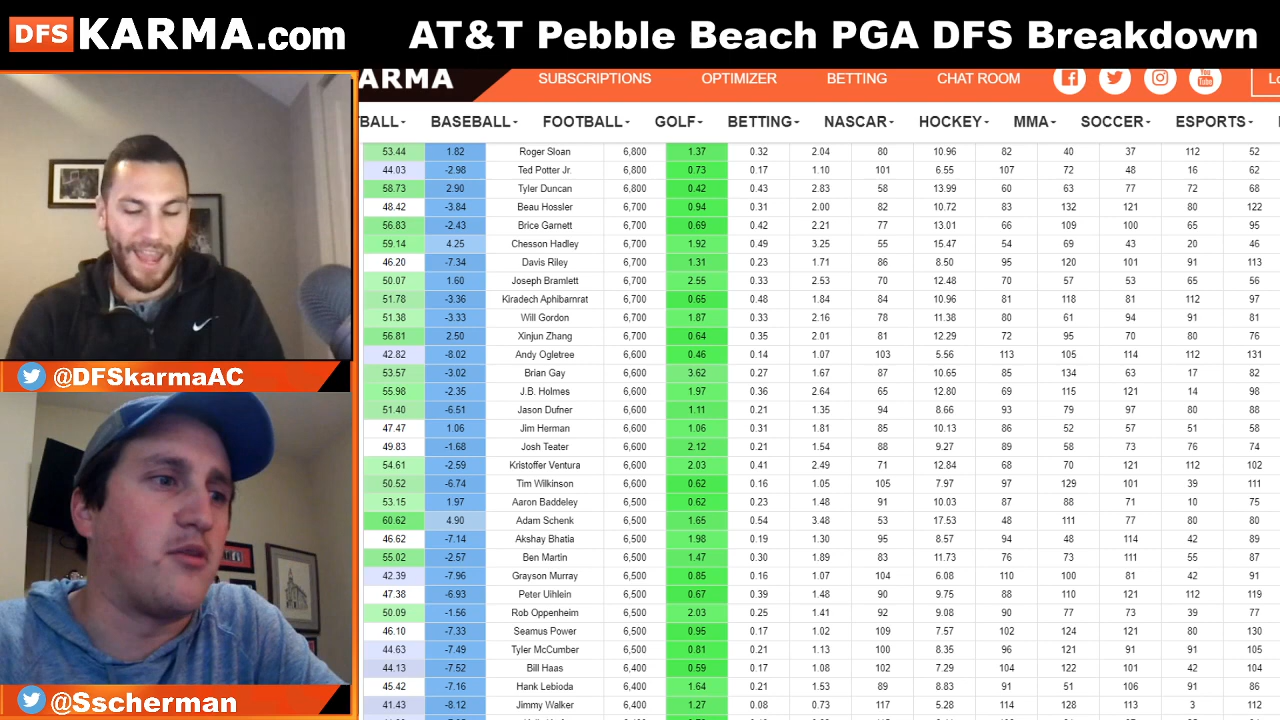 DFS KARMA.com AT&T Pebble Beach PGA DFS Breakdown
KARMA SUBSCRIPTIONS OPTIMIZER BETTING CHAT ROOM You Tube Lo
TBALL BASEBALL FOOTBALL GOLF BETTING NASCAR HOCKEY MMA SOCCER ESPORTS
53.44 1.82 Roger Sloan 6,800 1.37 0.32 2.04 80 10.96 82 40 37 112 52
44.03 -2.98 Ted Potter Jr. 6,800 0.73 0.17 1.10 101 6.55 107 72 48 16 62
58.73 2.90 Tyler Duncan 6,800 0.42 0.43 2.83 58 13.99 60 63 77 72 68
48.42 -3.84 Beau Hossler 6,700 0.94 0.31 2.00 82 10.72 83 132 121 80 122
56.83 -2.43 Brice Garnett 6,700 0.69 0.42 2.21 77 13.01 66 109 100 65 95
59.14 4.25 Chesson Hadley 6,700 1.92 0.49 3.25 55 15.47 54 69 43 20 46
46.20 -7.34 Davis Riley 6,700 1.31 0.23 1.71 86 8.50 95 120 101 91 113
50.07 1.60 Joseph Bramlett 6,700 2.55 0.33 2.53 70 12.48 70 57 53 65 56
51.78 -3.36 Kiradech Aphibarnrat 6,700 0.65 0.48 1.84 84 10.96 81 118 81 112 97
51.38 -3.33 Will Gordon 6,700 1.87 0.33 2.16 78 11.38 80 61 94 91 81
56.81 2.50 Xinjun Zhang 6,700 0.64 0.35 2.01 81 12.29 72 95 70 80 76
42.82 -8.02 Andy Ogletree 6,600 0.46 0.14 1.07 103 5.56 113 105 114 112 131
53.57 -3.02 Brian Gay 6,600 3.62 0.27 1.67 87 10.65 85 134 63 17 82
55.98 -2.35 J.B. Holmes 6,600 1.97 0.36 2.64 65 12.80 69 115 121 14 98
51.40 -6.51 Jason Dufner 6,600 1.11 0.21 1.35 94 8.66 93 79 97 80 88
47.47 1.06 Jim Herman 6,600 1.06 0.31 1.81 85 10.13 86 52 57 51 58
49.83 -1.68 Josh Teater 6,600 2.12 0.21 1.54 88 9.27 89 58 73 76 74
54.61 -2.59 Kristoffer Ventura 6,600 2.03 0.41 2.49 71 12.84 68 70 121 112 102
50.52 -6.74 Tim Wilkinson 6,600 0.62 0.16 1.05 105 7.97 97 129 101 39 111
53.15 1.97 Aaron Baddeley 6,500 0.62 0.23 1.48 91 10.03 87 88 71 10 75
60.62 4.90 Adam Schenk 6,500 1.65 0.54 3.48 53 17.53 48 111 77 80 80
46.62 -7.14 Akshay Bhatia 6,500 1.98 0.19 1.30 95 8.57 94 48 114 42 89
55.02 -2.57 Ben Martin 6,500 1.47 0.30 1.89 83 11.73 76 73 111 55 87
42.39 -7.96 Grayson Murray 6,500 0.85 0.16 1.07 104 6.08 110 100 81 42 91
47.38 -6.93 Peter Uihlein 6,500 0.67 0.39 1.48 90 9.75 88 110 121 112 119
50.09 -1.56 Rob Oppenheim 6,500 2.03 0.25 1.41 92 9.08 90 77 73 39 77
46.10 -7.33 Seamus Power 6,500 0.95 0.17 1.02 109 7.57 102 124 121 80 130
44.63 -7.49 Tyler McCumber 6,500 0.81 0.21 1.13 100 8.35 96 121 91 91 105
44.13 -7.52 Bill Haas 6,400 0.59 0.17 1.08 102 7.29 104 122 101 42 104
45.42 -7.16 Hank Lebioda 6,400 1.64 0.21 1.53 89 8.83 91 51 106 91 86
41.43 -8.12 Jimmy Walker 6,400 1.27 0.08 0.73 117 5.28 114 128 113 3 112
@DFSkarmaAC
@Sscherman